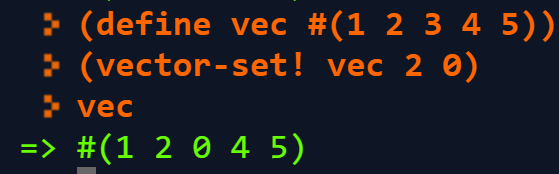 (define vec #(1 2 3 4 5))
(vector-set! vec 2 0)
vec
=> #(1 2 0 4 5)